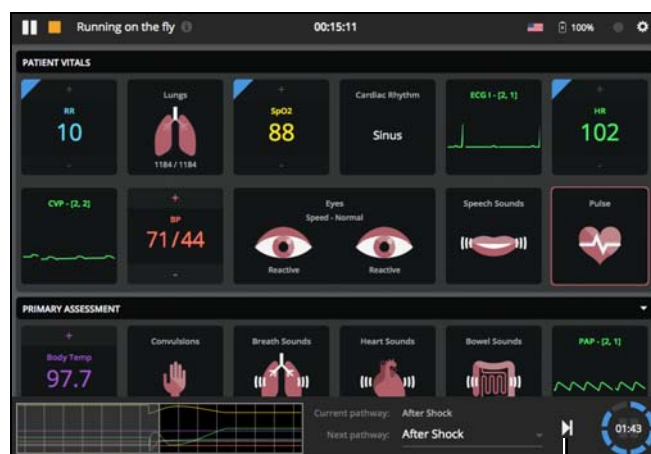 Running on the fly
00:15:11
100%
PATIENT VITALS
+
RR
10
-
Lungs
1184 / 1184
+
SpO2
88
-
Cardiac Rhythm
Sinus
ECG I - [2, 1]
+
HR
102
-
CVP - [2, 2]
+
BP
71/44
-
Eyes
Speed - Normal
Reactive
Reactive
Speech Sounds
Pulse
PRIMARY ASSESSMENT
+
Body Temp
97.7
Convulsions
Breath Sounds
Heart Sounds
Bowel Sounds
PAP - [2, 1]
Current pathway: After Shock
Next pathway: After Shock
01:43